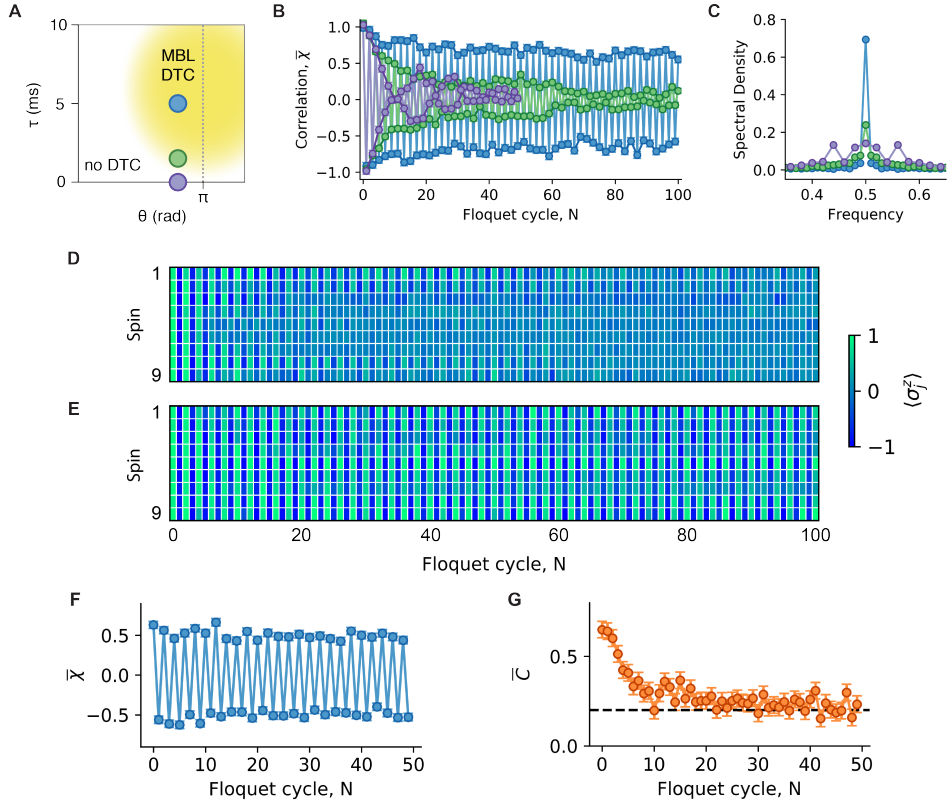 A
10
5
0
τ (ms)
MBL
DTC
no DTC
π
θ (rad)
B
1.0
0.5
0.0
−0.5
−1.0
Correlation, χ̅
0 20 40 60 80 100
Floquet cycle, N
C
0.8
0.6
0.4
0.2
0.0
Spectral Density
0.4 0.5 0.6
Frequency
D
1
Spin
9
E
1
Spin
9
0 20 40 60 80 100
Floquet cycle, N
1
0
−1
⟨σⱼᶻ⟩
F
0.5
0.0
−0.5
χ̅
0 10 20 30 40 50
Floquet cycle, N
G
0.5
0.0
C̅
0 10 20 30 40 50
Floquet cycle, N